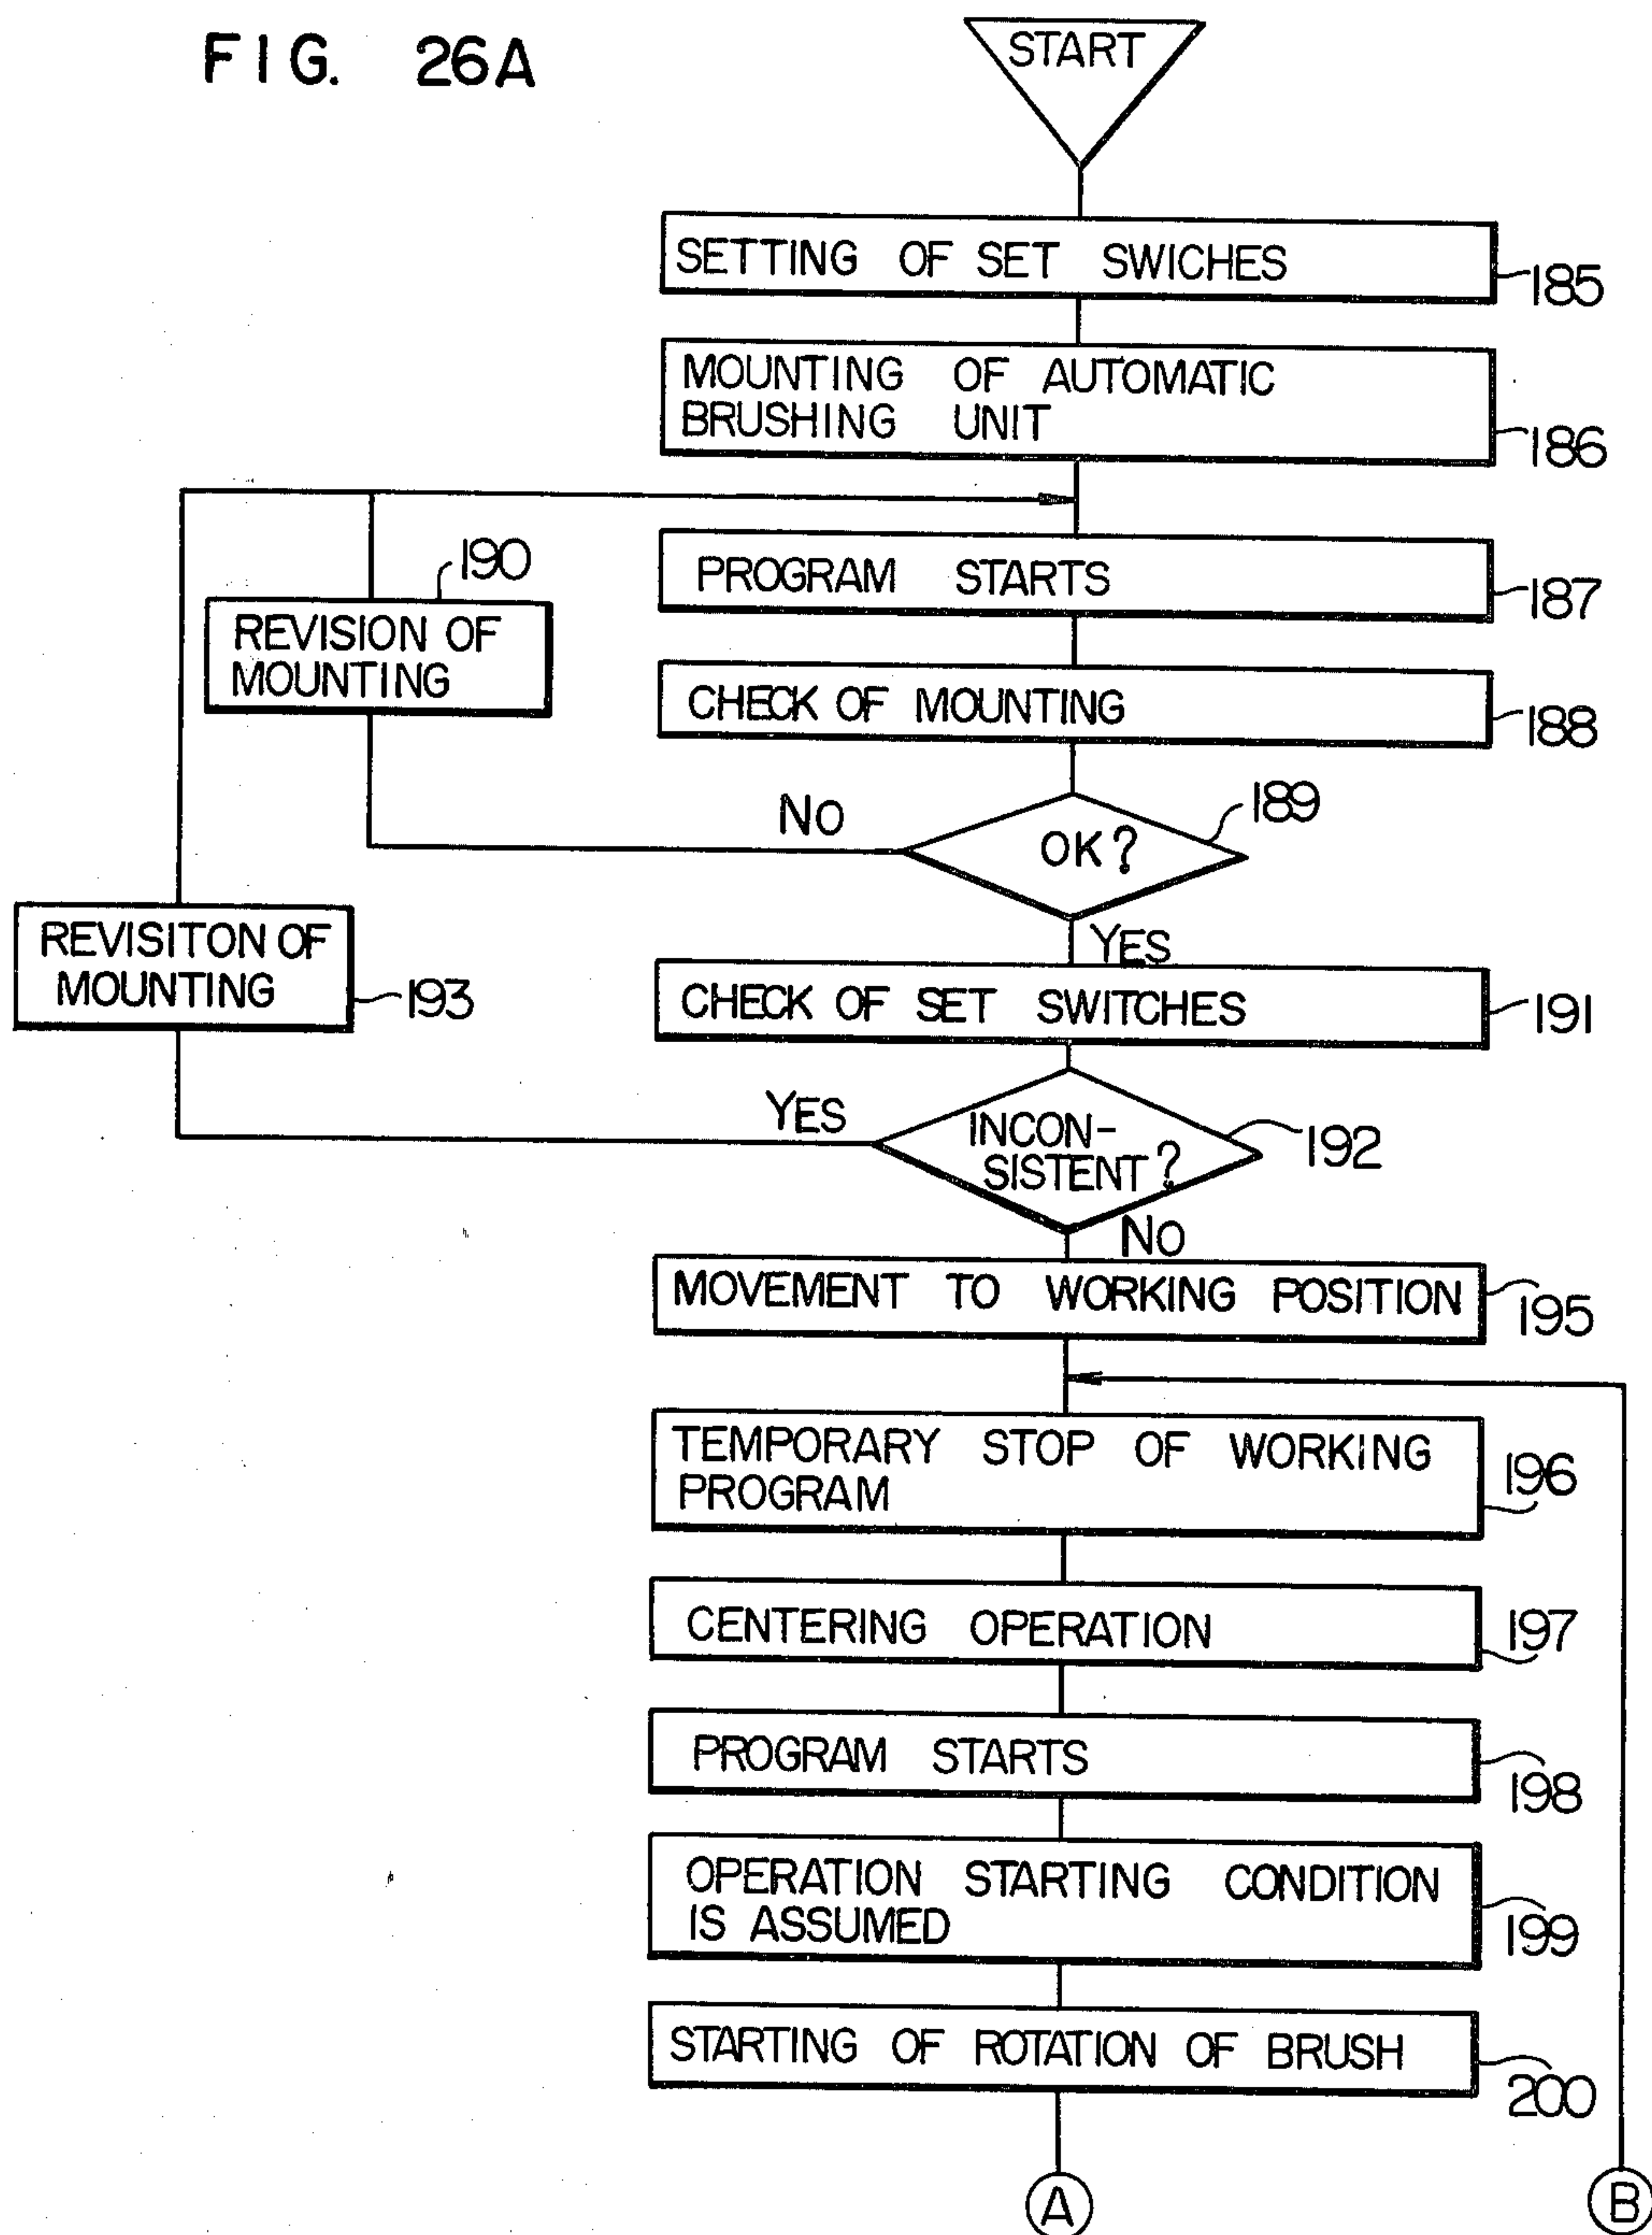 FIG. 26A
START
SETTING OF SET SWICHES
185
MOUNTING OF AUTOMATIC
BRUSHING UNIT
186
PROGRAM STARTS
187
190
REVISION OF
MOUNTING
CHECK OF MOUNTING
188
189
NO
OK?
YES
REVISITON OF
MOUNTING
193
CHECK OF SET SWITCHES
191
YES
INCON-
SISTENT?
192
NO
MOVEMENT TO WORKING POSITION
195
TEMPORARY STOP OF WORKING
PROGRAM
196
CENTERING OPERATION
197
PROGRAM STARTS
198
OPERATION STARTING CONDITION
IS ASSUMED
199
STARTING OF ROTATION OF BRUSH
200
A
B